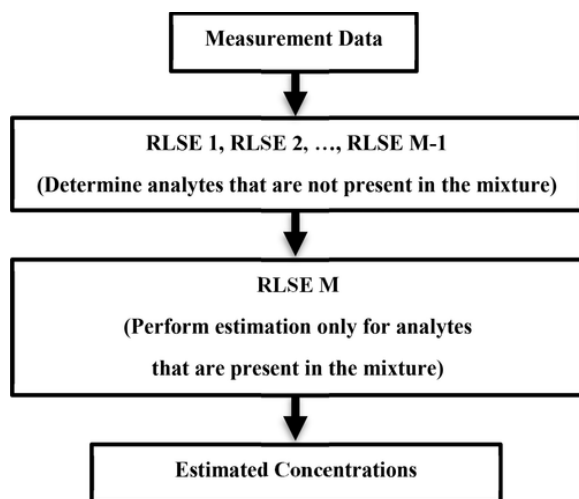 Measurement Data
RLSE 1, RLSE 2, …, RLSE M-1
(Determine analytes that are not present in the mixture)
RLSE M
(Perform estimation only for analytes
that are present in the mixture)
Estimated Concentrations